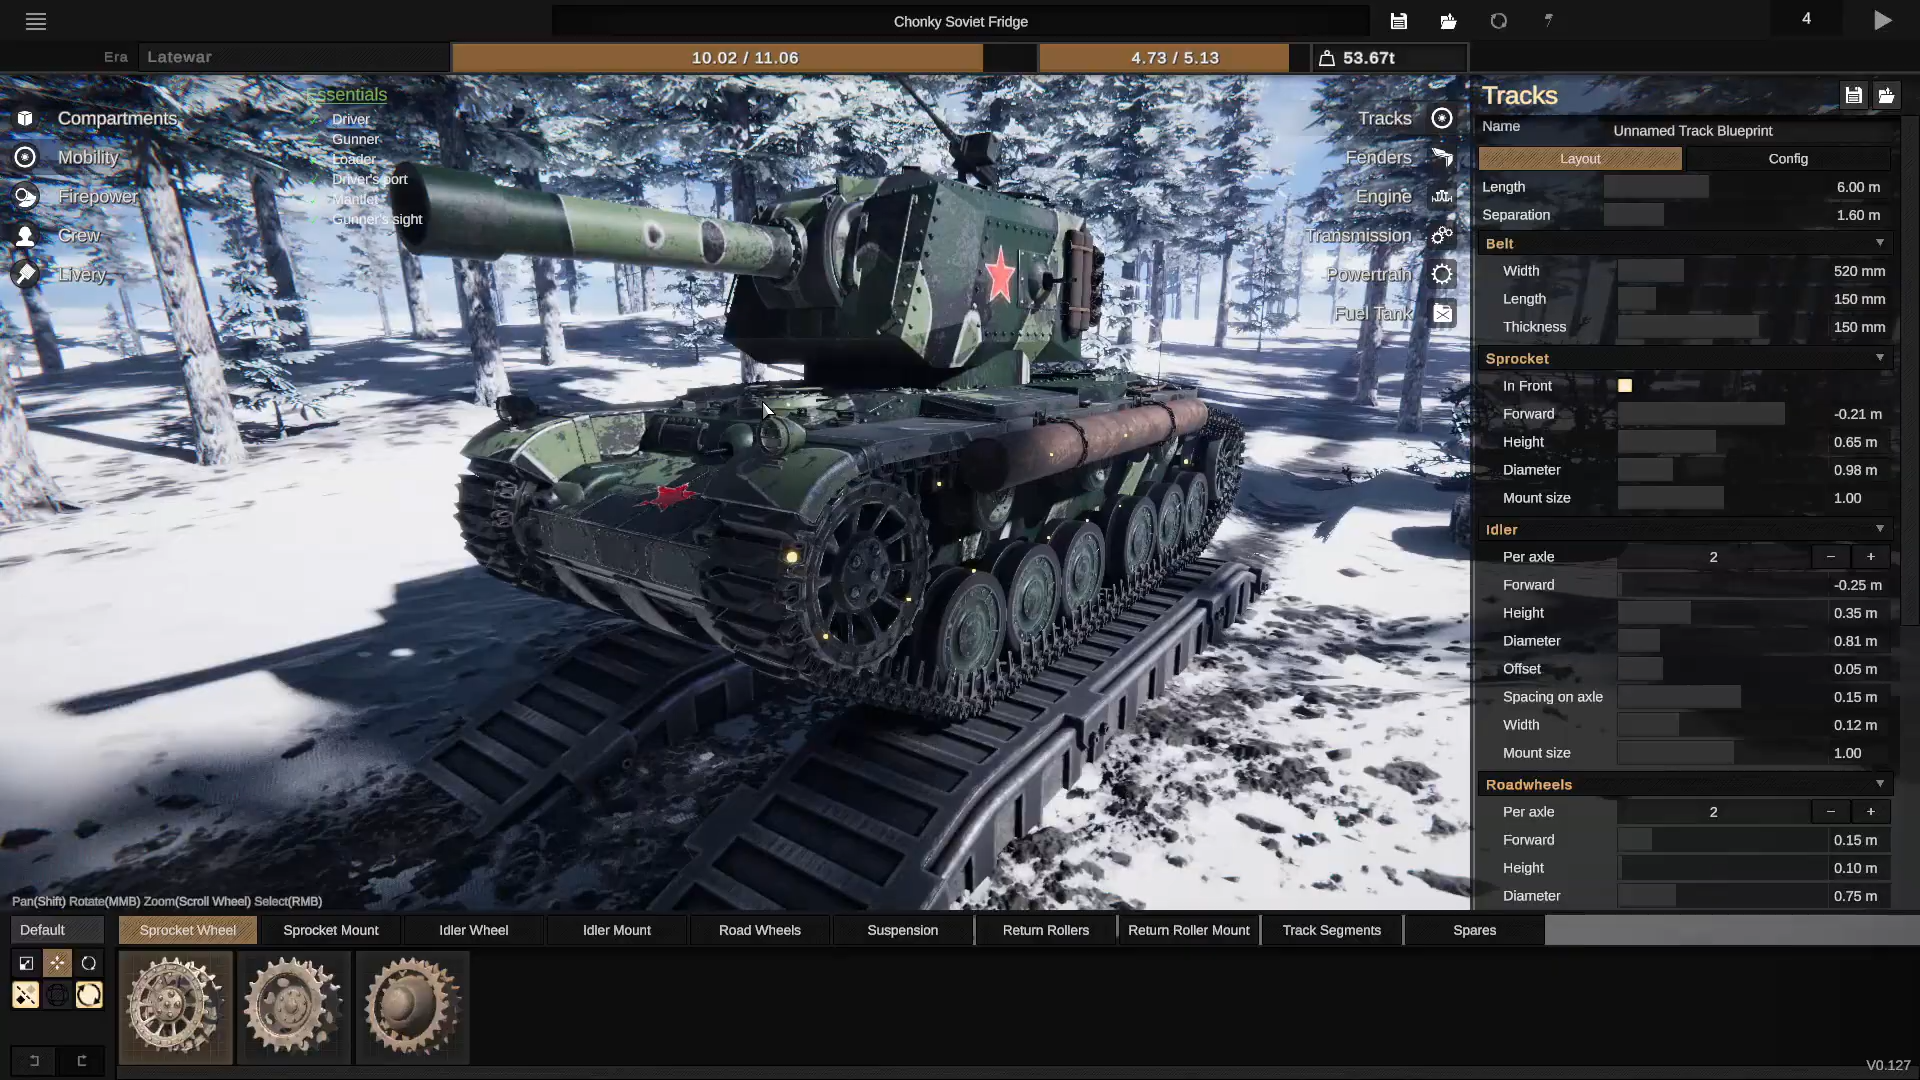 Chonky Soviet Fridge
4
Era
Latewar
10.02 / 11.06
4.73 / 5.13
53.67t
Compartments
Mobility
Firepower
Crew
Livery
Essentials
Driver
Gunner
Loader
Driver's port
Mantlet
Gunner's sight
Tracks
Fenders
Engine
Transmission
Powertrain
Fuel Tank
Tracks
Name Unnamed Track Blueprint
Layout Config
Length 6.00 m
Separation 1.60 m
Belt
Width 520 mm
Length 150 mm
Thickness 150 mm
Sprocket
In Front
Forward -0.21 m
Height 0.65 m
Diameter 0.98 m
Mount size 1.00
Idler
Per axle 2 − +
Forward -0.25 m
Height 0.35 m
Diameter 0.81 m
Offset 0.05 m
Spacing on axle 0.15 m
Width 0.12 m
Mount size 1.00
Roadwheels
Per axle 2 − +
Forward 0.15 m
Height 0.10 m
Diameter 0.75 m
Pan(Shift) Rotate(MMB) Zoom(Scroll Wheel) Select(RMB)
Default
Sprocket Wheel
Sprocket Mount
Idler Wheel
Idler Mount
Road Wheels
Suspension
Return Rollers
Return Roller Mount
Track Segments
Spares
V0.127